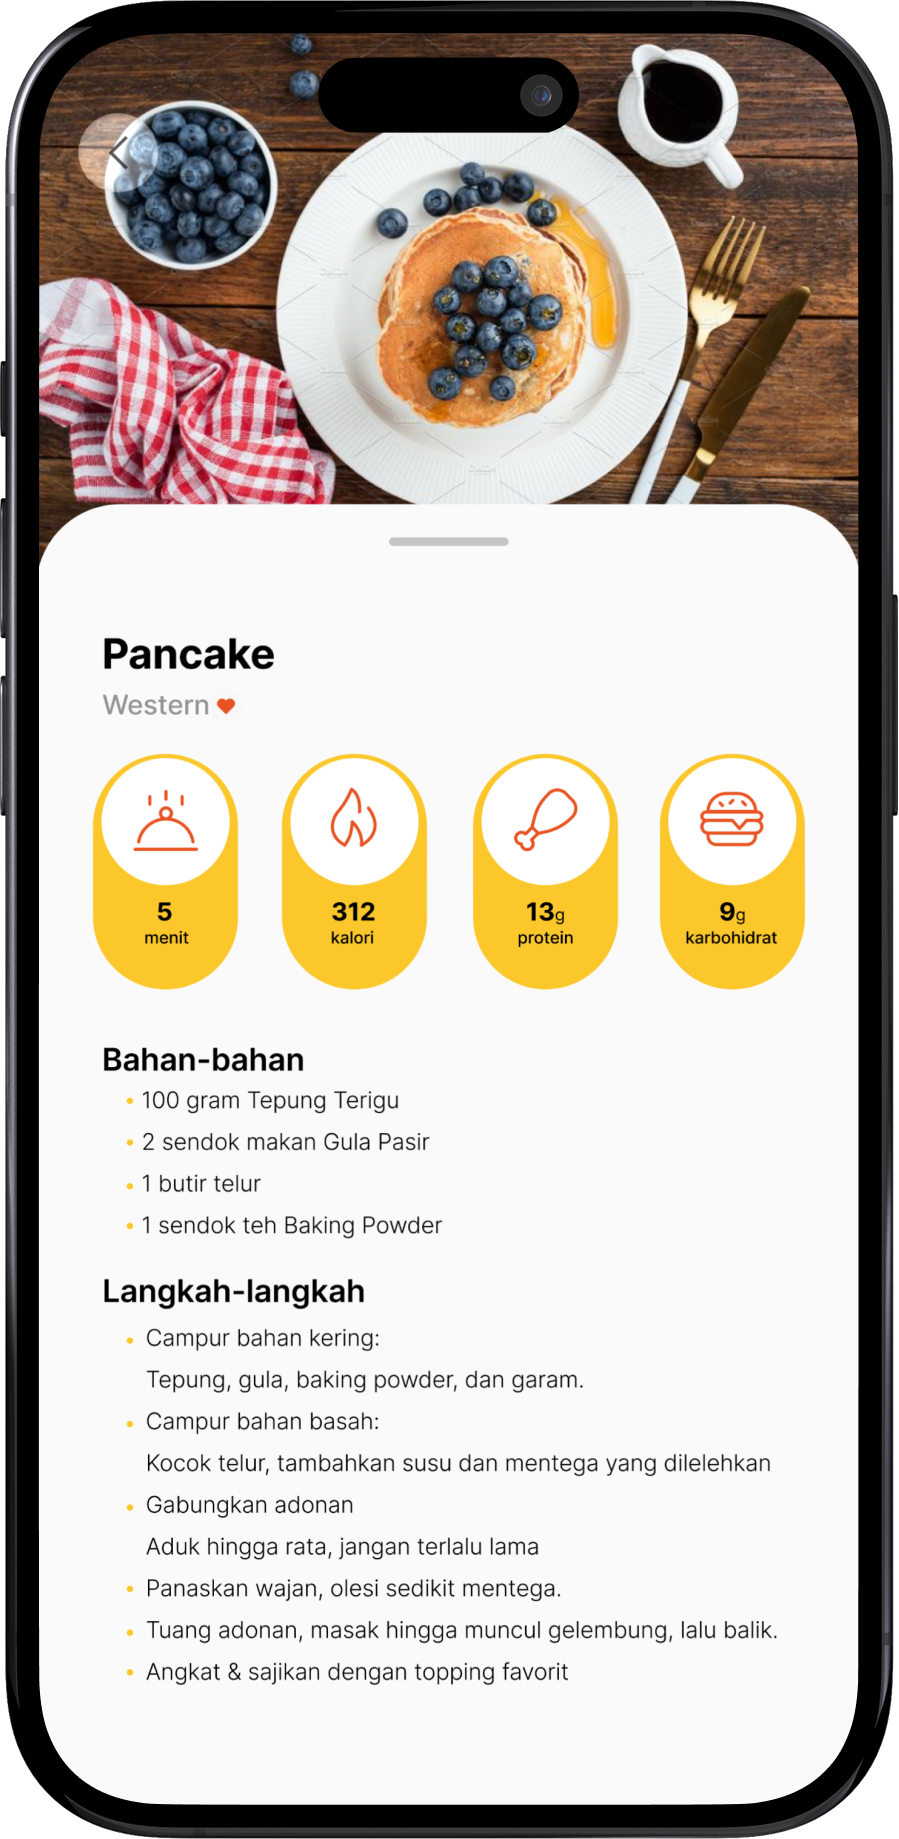 Pancake
Western
5
menit
312
kalori
13g
protein
9g
karbohidrat
Bahan-bahan
• 100 gram Tepung Terigu
• 2 sendok makan Gula Pasir
• 1 butir telur
• 1 sendok teh Baking Powder
Langkah-langkah
• Campur bahan kering:
Tepung, gula, baking powder, dan garam.
• Campur bahan basah:
Kocok telur, tambahkan susu dan mentega yang dilelehkan
• Gabungkan adonan
Aduk hingga rata, jangan terlalu lama
• Panaskan wajan, olesi sedikit mentega.
• Tuang adonan, masak hingga muncul gelembung, lalu balik.
• Angkat & sajikan dengan topping favorit